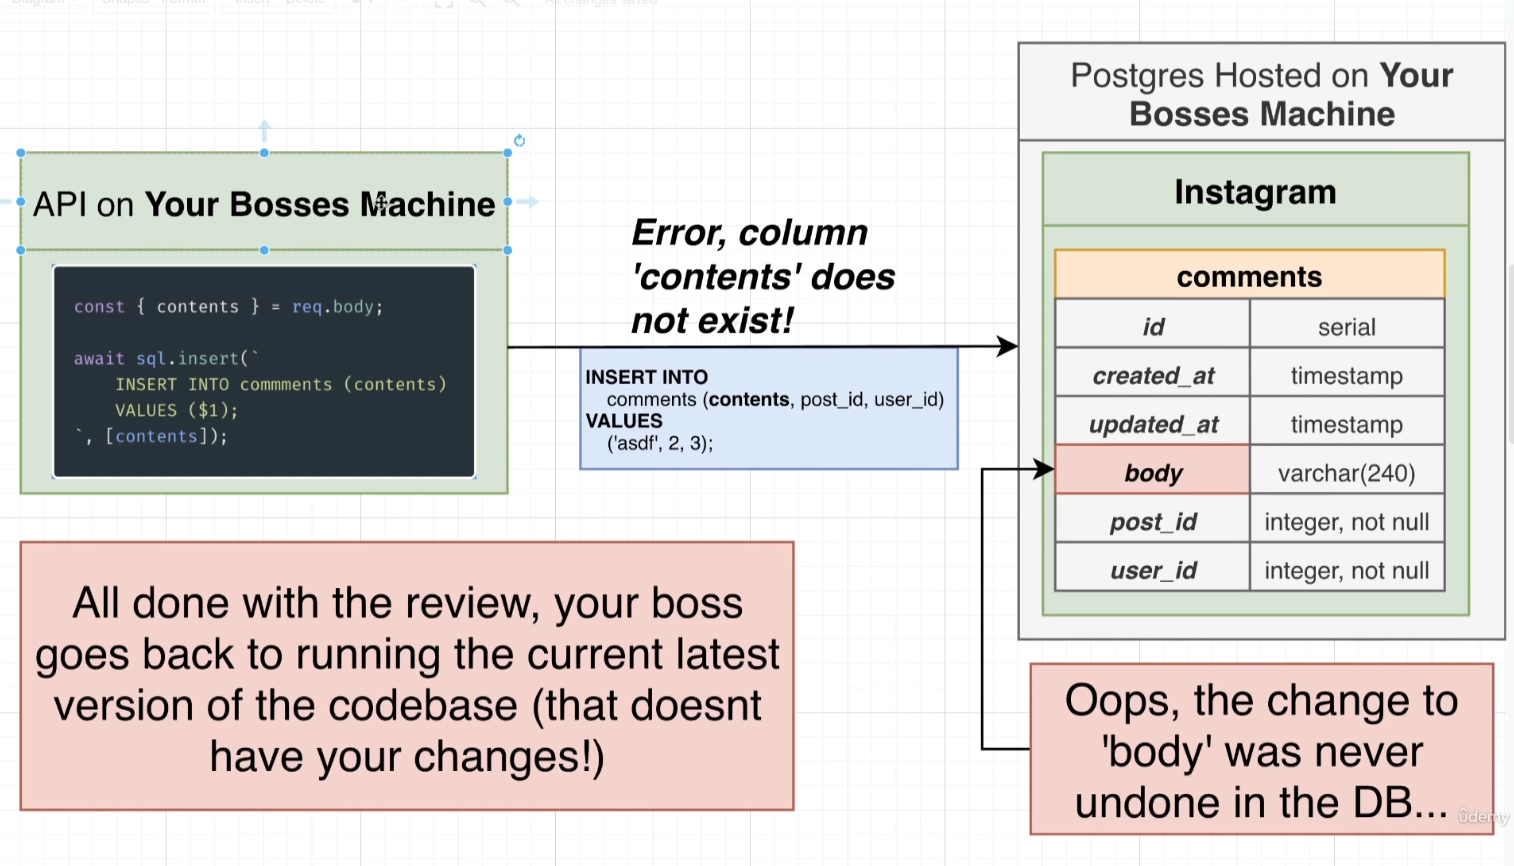 All changes saved
API on Your Bosses Machine
const { contents } = req.body;
await sql.insert(`
INSERT INTO commments (contents)
VALUES ($1);
`, [contents]);
Error, column
'contents' does
not exist!
INSERT INTO
comments (contents, post_id, user_id)
VALUES
('asdf', 2, 3);
Postgres Hosted on Your
Bosses Machine
Instagram
comments
id serial
created_at timestamp
updated_at timestamp
body varchar(240)
post_id integer, not null
user_id integer, not null
All done with the review, your boss
goes back to running the current latest
version of the codebase (that doesnt
have your changes!)
Oops, the change to
'body' was never
undone in the DB...
ûdemy